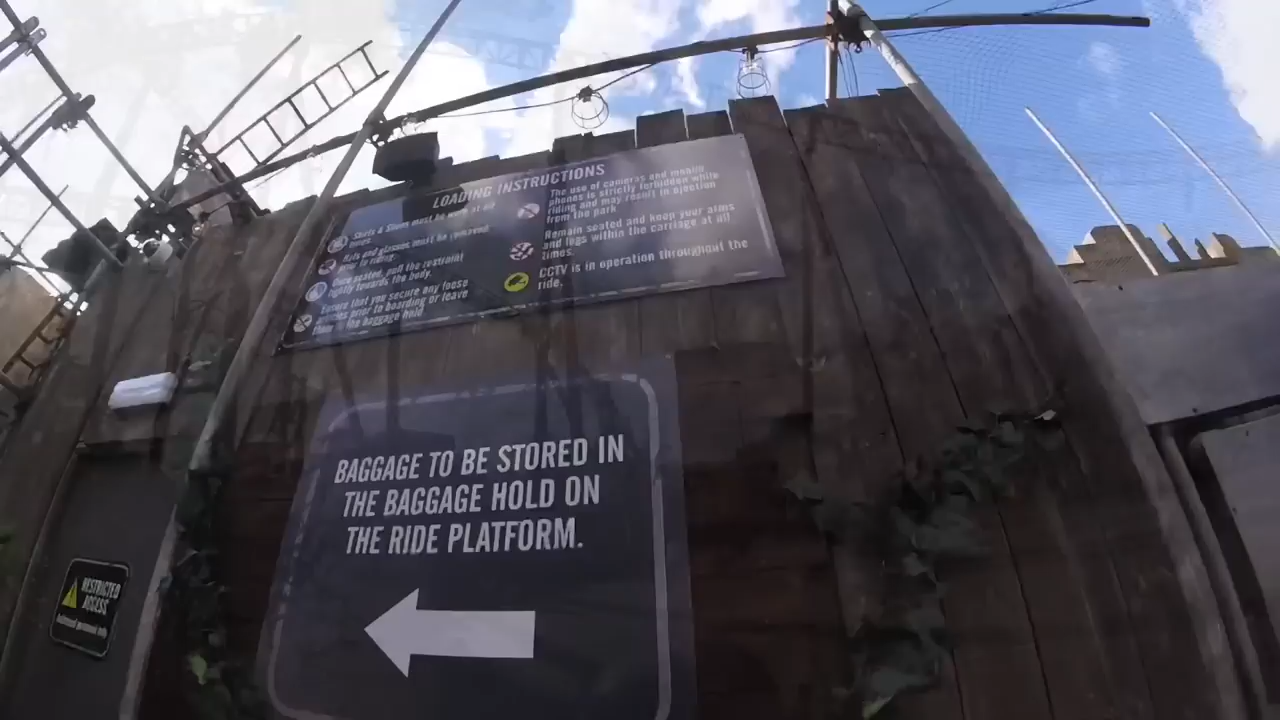 LOADING INSTRUCTIONS
Shirts & Shoes must be worn at all
times.
Hats and glasses must be removed
prior to riding.
Once seated, pull the restraint
tightly towards the body.
Ensure that you secure any loose
articles prior to boarding or leave
them in the baggage hold.
The use of cameras and mobile
phones is strictly forbidden while
riding and may result in ejection
from the park
Remain seated and keep your arms
and legs within the carriage at all
times.
CCTV is in operation throughout the
ride.
BAGGAGE TO BE STORED IN
THE BAGGAGE HOLD ON
THE RIDE PLATFORM.
RESTRICTED
ACCESS
Authorised personnel only